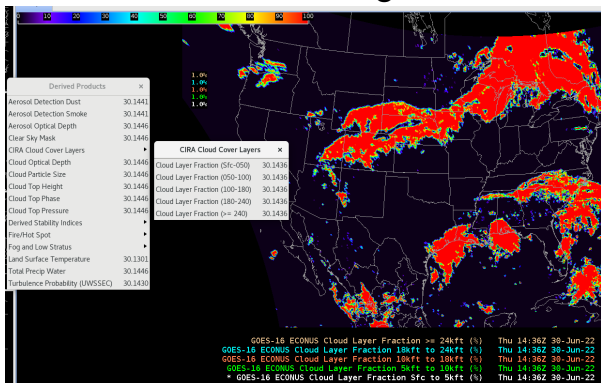 0 10 20 30 40 50 60 70 80 90 100
1.0%
1.0%
1.0%
1.0%
1.0%
Derived Products ×
Aerosol Detection Dust 30.1441
Aerosol Detection Smoke 30.1441
Aerosol Optical Depth 30.1446
Clear Sky Mask 30.1446
CIRA Cloud Cover Layers
Cloud Optical Depth 30.1446
Cloud Particle Size 30.1446
Cloud Top Height 30.1446
Cloud Top Phase 30.1446
Cloud Top Pressure 30.1446
Derived Stability Indices
Fire/Hot Spot
Fog and Low Stratus
Land Surface Temperature 30.1301
Total Precip Water 30.1446
Turbulence Probability (UWSSEC) 30.1430
CIRA Cloud Cover Layers ×
Cloud Layer Fraction (Sfc-050) 30.1436
Cloud Layer Fraction (050-100) 30.1436
Cloud Layer Fraction (100-180) 30.1436
Cloud Layer Fraction (180-240) 30.1436
Cloud Layer Fraction (>= 240) 30.1436
GOES-16 ECONUS Cloud Layer Fraction >= 24kft (%) Thu 14:36Z 30-Jun-22
GOES-16 ECONUS Cloud Layer Fraction 18kft to 24kft (%) Thu 14:36Z 30-Jun-22
GOES-16 ECONUS Cloud Layer Fraction 10kft to 18kft (%) Thu 14:36Z 30-Jun-22
GOES-16 ECONUS Cloud Layer Fraction 5kft to 10kft (%) Thu 14:36Z 30-Jun-22
* GOES-16 ECONUS Cloud Layer Fraction Sfc to 5kft (%) Thu 14:36Z 30-Jun-22